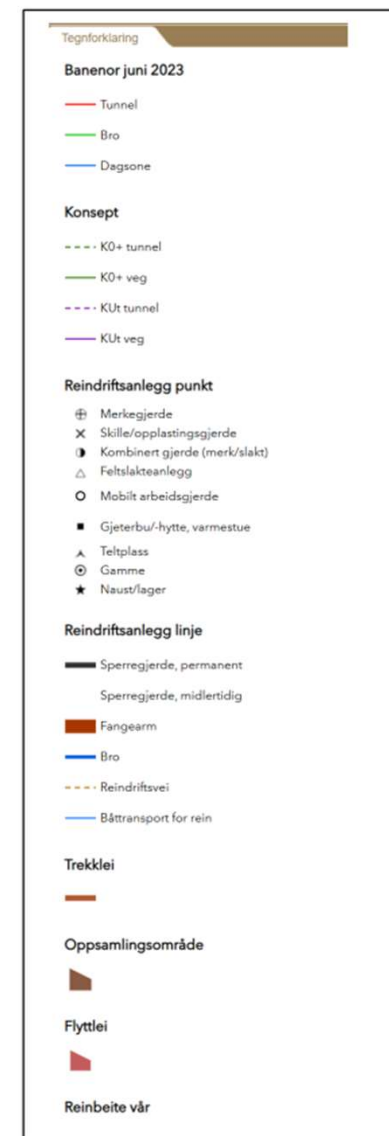 Tegnforklaring
Banenor juni 2023
Tunnel
Bro
Dagsone
Konsept
K0+ tunnel
K0+ veg
KUt tunnel
KUt veg
Reindriftsanlegg punkt
Merkegjerde
Skille/opplastingsgjerde
Kombinert gjerde (merk/slakt)
Feltslakteanlegg
Mobilt arbeidsgjerde
Gjeterbu/-hytte, varmestue
Teltplass
Gamme
Naust/lager
Reindriftsanlegg linje
Sperregjerde, permanent
Sperregjerde, midlertidig
Fangearm
Bro
Reindriftsvei
Båttransport for rein
Trekklei
Oppsamlingsområde
Flyttlei
Reinbeite vår